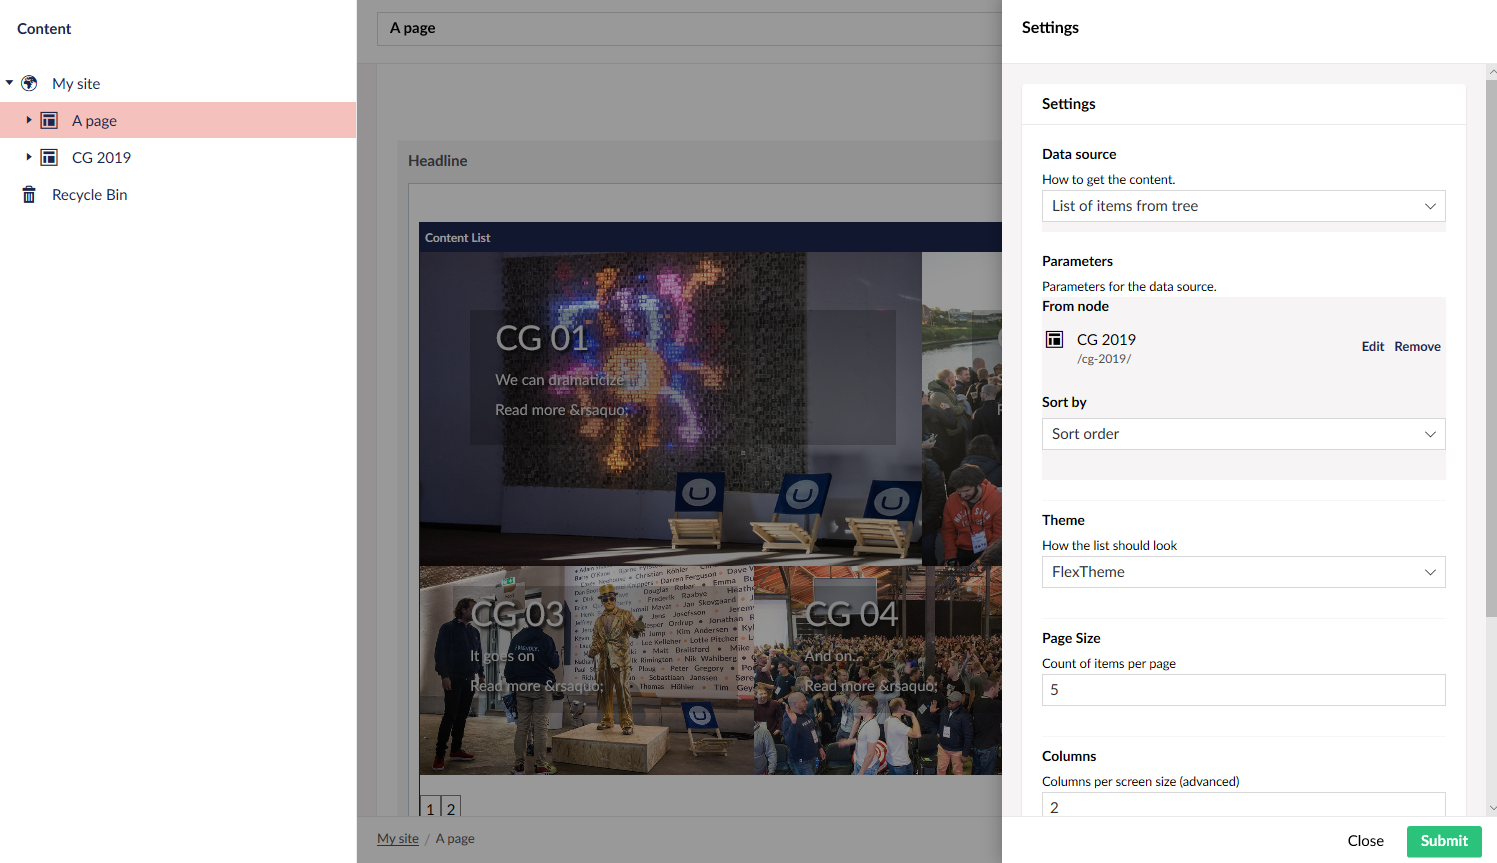 Content
My site
A page
CG 2019
Recycle Bin
A page
Headline
Content List
CG 01
We can dramaticize
Read more &rsaquo;
CG 03
It goes on
Read more &rsaquo;
CG 04
And on...
Read more &rsaquo;
1 2
My site / A page
Settings
Settings
Data source
How to get the content.
List of items from tree
Parameters
Parameters for the data source.
From node
CG 2019
/cg-2019/
Edit Remove
Sort by
Sort order
Theme
How the list should look
FlexTheme
Page Size
Count of items per page
5
Columns
Columns per screen size (advanced)
2
Close Submit